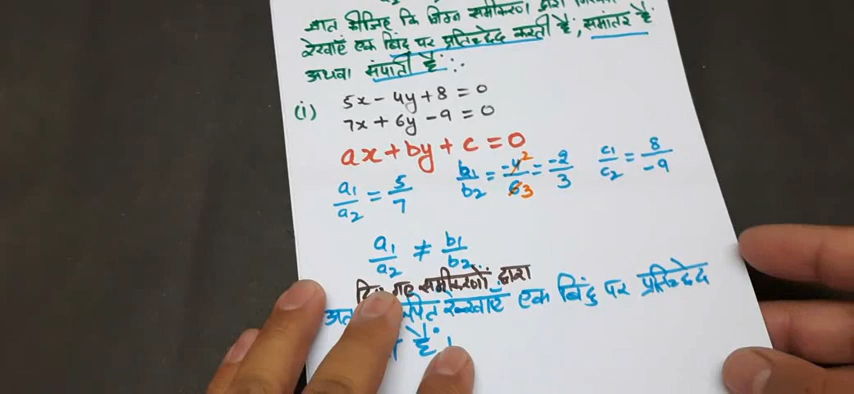 ज्ञात कीजिए कि निम्न समीकरण द्वारा
रेखाएँ एक बिंदु पर प्रतिच्छेद करती हैं, समांतर हैं
अथवा संपाती हैं :.
(i) 5x - 4y + 8 = 0
7x + 6y - 9 = 0
ax + by + c = 0
a1/a2 = 5/7 b1/b2 = -4/6 = -2/3 c1/c2 = 8/-9
a1/a2 ≠ b1/b2
समीकरणों द्वारा
रेखाएँ एक बिंदु पर प्रतिच्छेद
है।